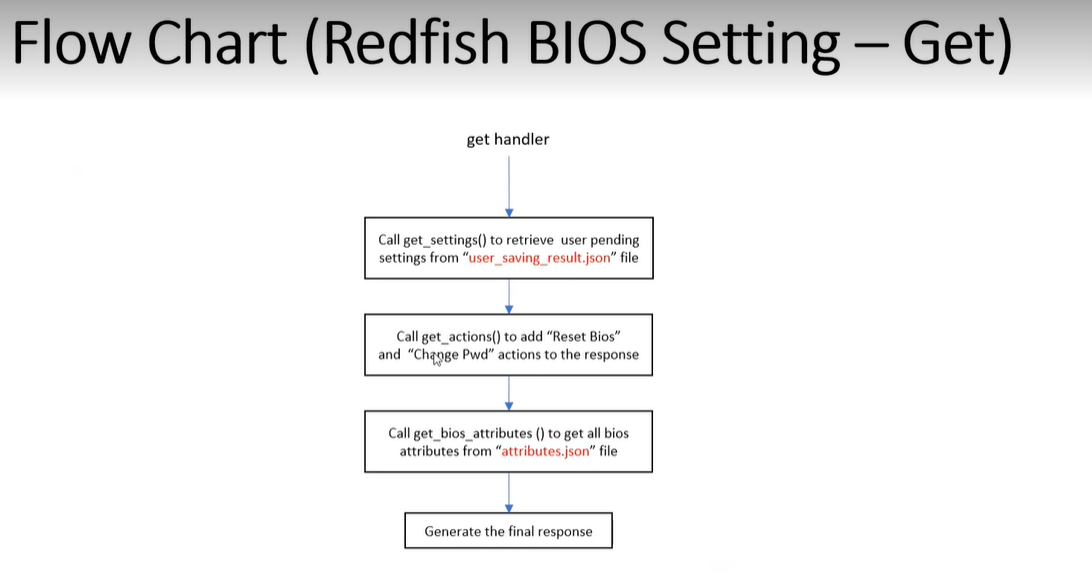 Flow Chart (Redfish BIOS Setting – Get)
get handler
Call get_settings() to retrieve user pending
settings from “user_saving_result.json” file
Call get_actions() to add “Reset Bios”
and “Change Pwd” actions to the response
Call get_bios_attributes () to get all bios
attributes from “attributes.json” file
Generate the final response